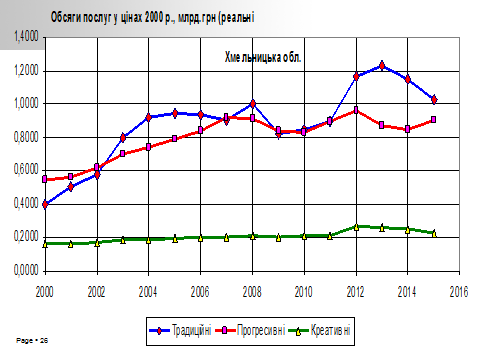 Обсяги послуг у цінах 2000 р., млрд.грн (реальні
Хмельницька обл.
1,4000
1,2000
1,0000
0,8000
0,6000
0,4000
0,2000
0,0000
2000 2002 2004 2006 2008 2010 2012 2014 2016
Традиційні Прогресивні Креативні
Page • 26